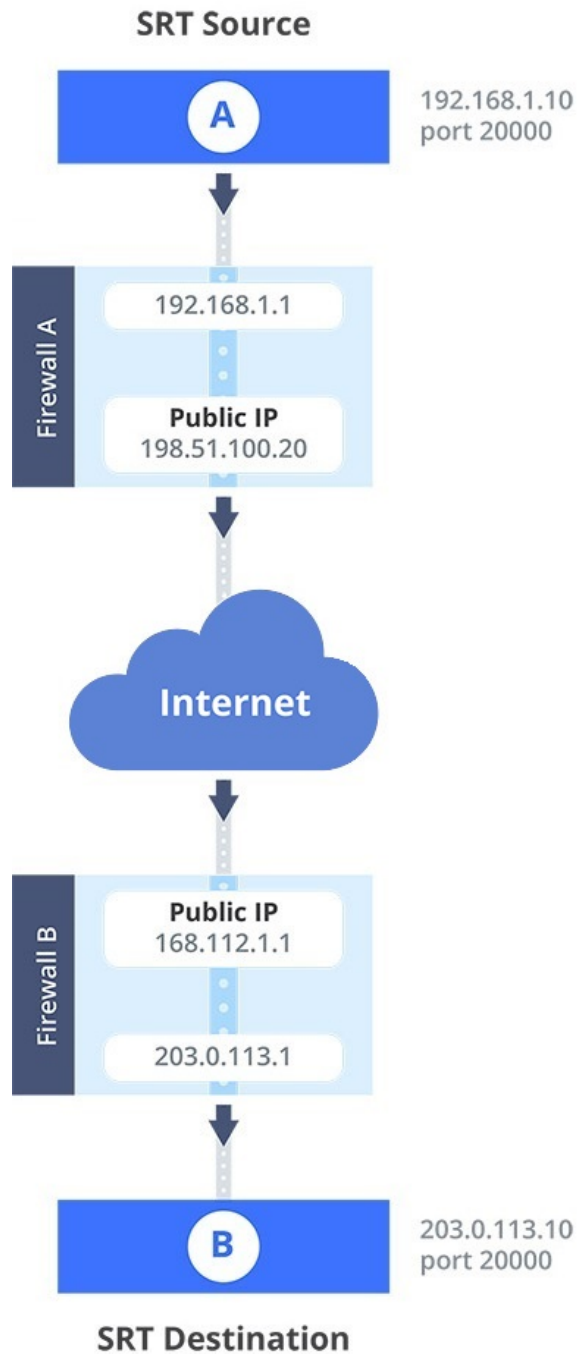 SRT Source
A
192.168.1.10
port 20000
Firewall A
192.168.1.1
Public IP
198.51.100.20
Internet
Firewall B
Public IP
168.112.1.1
203.0.113.1
B
203.0.113.10
port 20000
SRT Destination